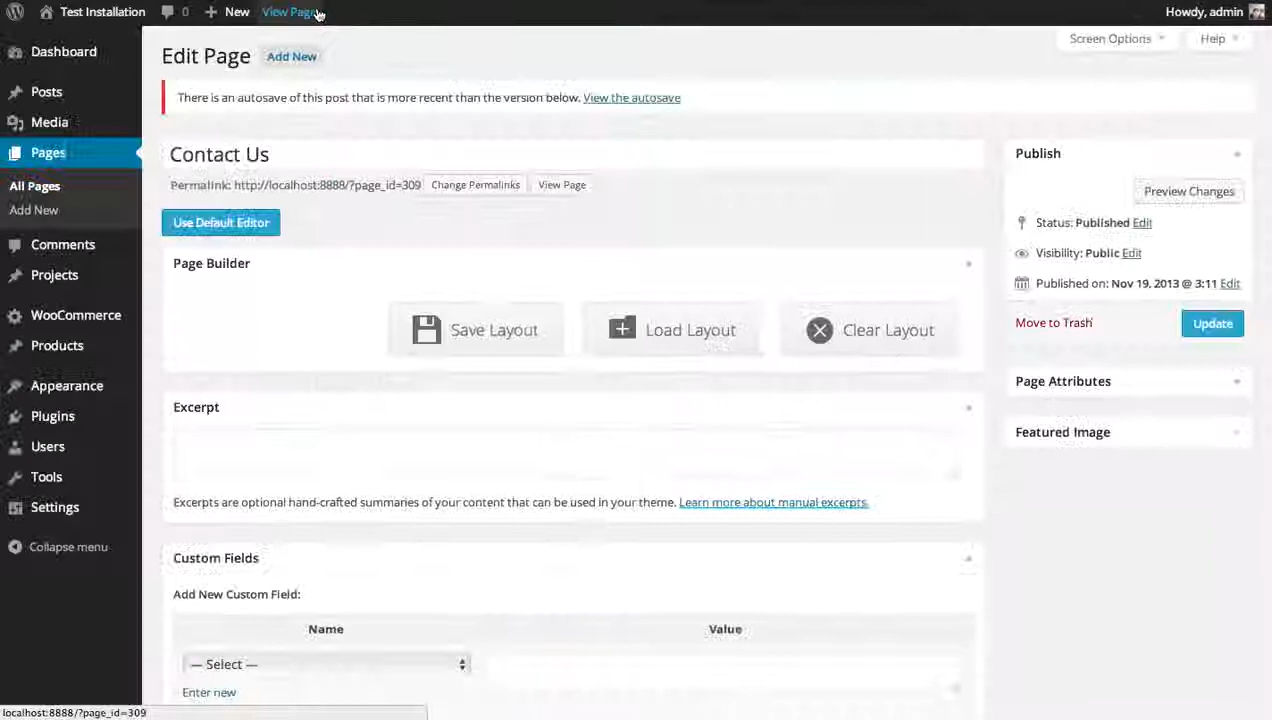 Test Installation 0 New View Page Howdy, admin
Screen Options Help
Dashboard
Posts
Media
Pages
All Pages
Add New
Comments
Projects
WooCommerce
Products
Appearance
Plugins
Users
Tools
Settings
Collapse menu
Edit Page Add New
There is an autosave of this post that is more recent than the version below. View the autosave
Contact Us
Permalink: http://localhost:8888/?page_id=309 Change Permalinks View Page
Use Default Editor
Page Builder
Save Layout Load Layout Clear Layout
Excerpt
Excerpts are optional hand-crafted summaries of your content that can be used in your theme. Learn more about manual excerpts.
Custom Fields
Add New Custom Field:
Name Value
— Select —
Enter new
Publish
Preview Changes
Status: Published Edit
Visibility: Public Edit
Published on: Nov 19, 2013 @ 3:11 Edit
Move to Trash Update
Page Attributes
Featured Image
localhost:8888/?page_id=309